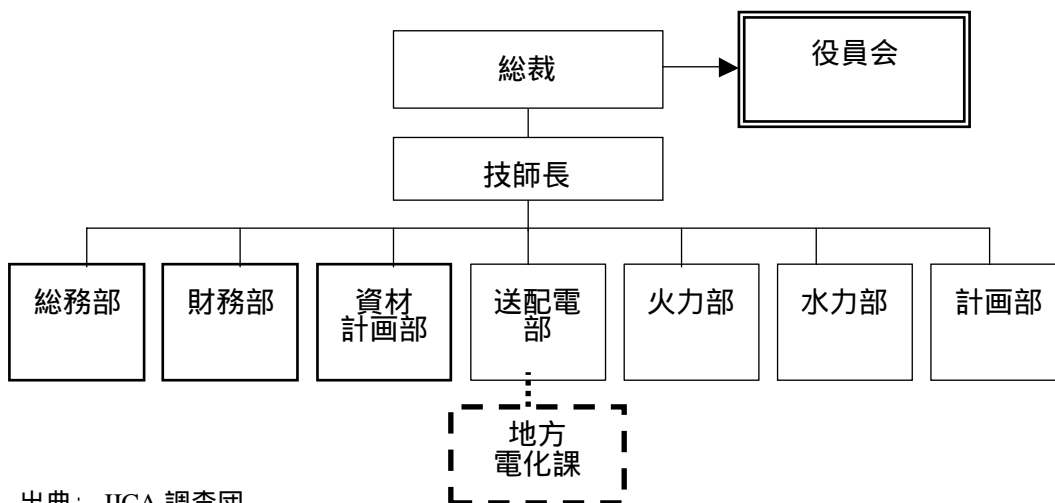 総裁
役員会
技師長
総務部
財務部
資材
計画部
送配電
部
火力部
水力部
計画部
地方
電化課
出典： JICA 調査団